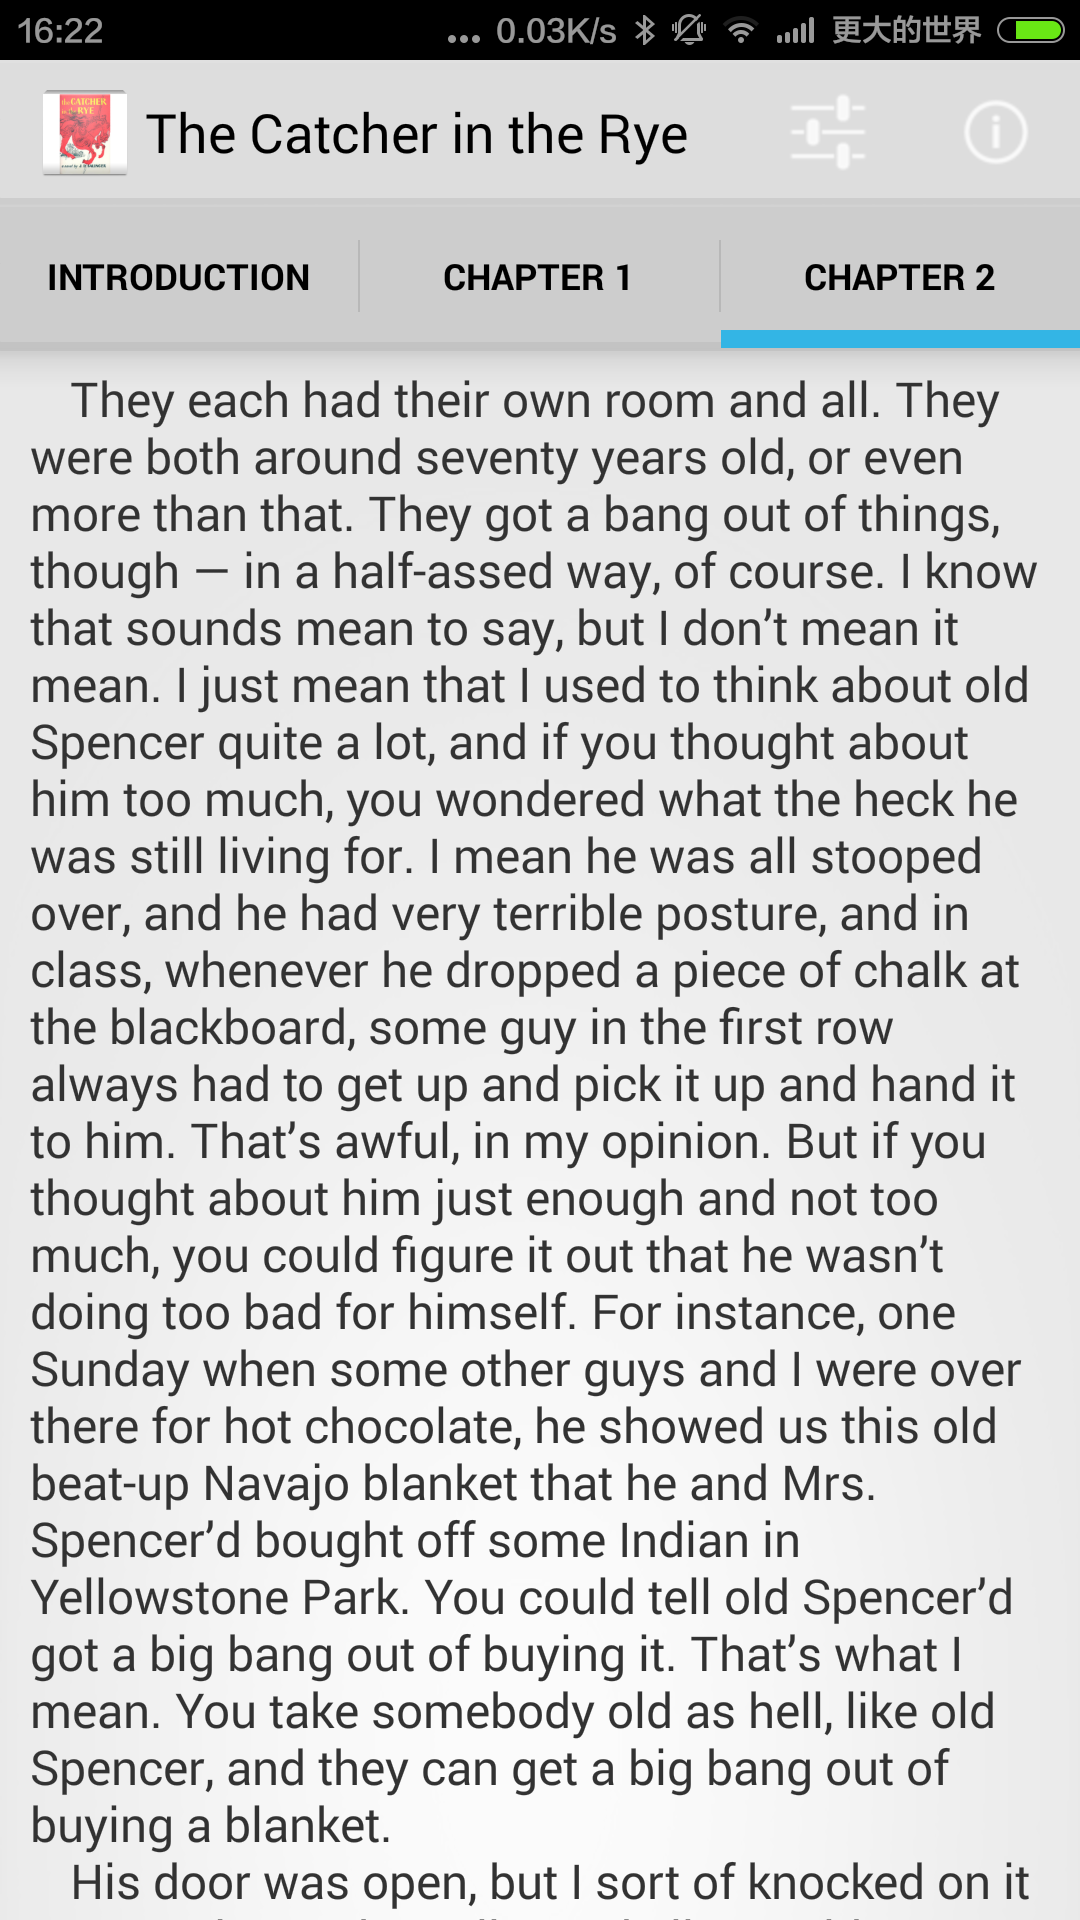 16:22
... 0.03K/s 更大的世界
The Catcher in the Rye
INTRODUCTION
CHAPTER 1
CHAPTER 2
They each had their own room and all. They
were both around seventy years old, or even
more than that. They got a bang out of things,
though — in a half-assed way, of course. I know
that sounds mean to say, but I don’t mean it
mean. I just mean that I used to think about old
Spencer quite a lot, and if you thought about
him too much, you wondered what the heck he
was still living for. I mean he was all stooped
over, and he had very terrible posture, and in
class, whenever he dropped a piece of chalk at
the blackboard, some guy in the first row
always had to get up and pick it up and hand it
to him. That’s awful, in my opinion. But if you
thought about him just enough and not too
much, you could figure it out that he wasn’t
doing too bad for himself. For instance, one
Sunday when some other guys and I were over
there for hot chocolate, he showed us this old
beat-up Navajo blanket that he and Mrs.
Spencer’d bought off some Indian in
Yellowstone Park. You could tell old Spencer’d
got a big bang out of buying it. That’s what I
mean. You take somebody old as hell, like old
Spencer, and they can get a big bang out of
buying a blanket.
His door was open, but I sort of knocked on it